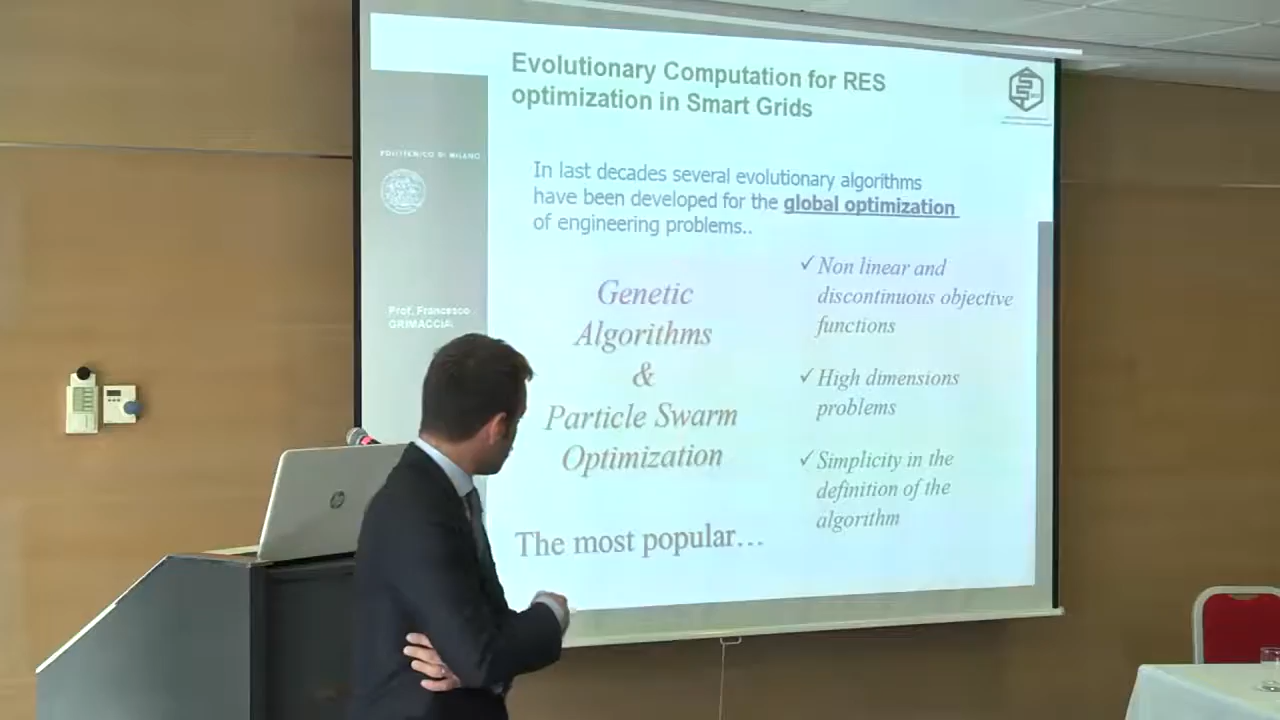 Evolutionary Computation for RES
optimization in Smart Grids
POLITECNICO DI MILANO
In last decades several evolutionary algorithms
have been developed for the global optimization
of engineering problems..
Prof. Francesco
GRIMACCIA
Genetic
Algorithms
&
Particle Swarm
Optimization
The most popular...
✓ Non linear and
discontinuous objective
functions
✓ High dimensions
problems
✓ Simplicity in the
definition of the
algorithm
hp